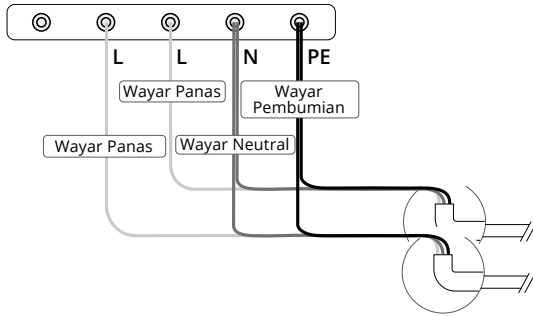 L L N PE
Wayar Panas
Wayar
Pembumian
Wayar Panas
Wayar Neutral